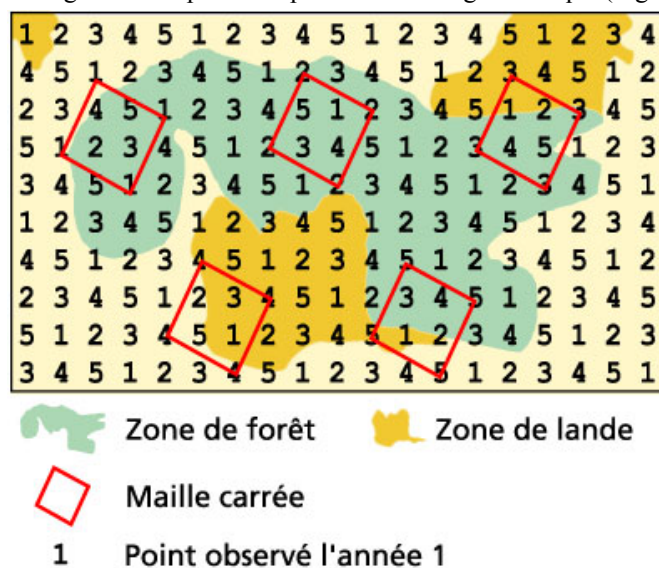 1 2 3 4 5 1 2 3 4 5 1 2 3 4 5 1 2 3 4
4 5 1 2 3 4 5 1 2 3 4 5 1 2 3 4 5 1 2
2 3 4 5 1 2 3 4 5 1 2 3 4 5 1 2 3 4 5
5 1 2 3 4 5 1 2 3 4 5 1 2 3 4 5 1 2 3
3 4 5 1 2 3 4 5 1 2 3 4 5 1 2 3 4 5 1
1 2 3 4 5 1 2 3 4 5 1 2 3 4 5 1 2 3 4
4 5 1 2 3 4 5 1 2 3 4 5 1 2 3 4 5 1 2
2 3 4 5 1 2 3 4 5 1 2 3 4 5 1 2 3 4 5
5 1 2 3 4 5 1 2 3 4 5 1 2 3 4 5 1 2 3
3 4 5 1 2 3 4 5 1 2 3 4 5 1 2 3 4 5 1
Zone de forêt Zone de lande
Maille carrée
1 Point observé l'année 1